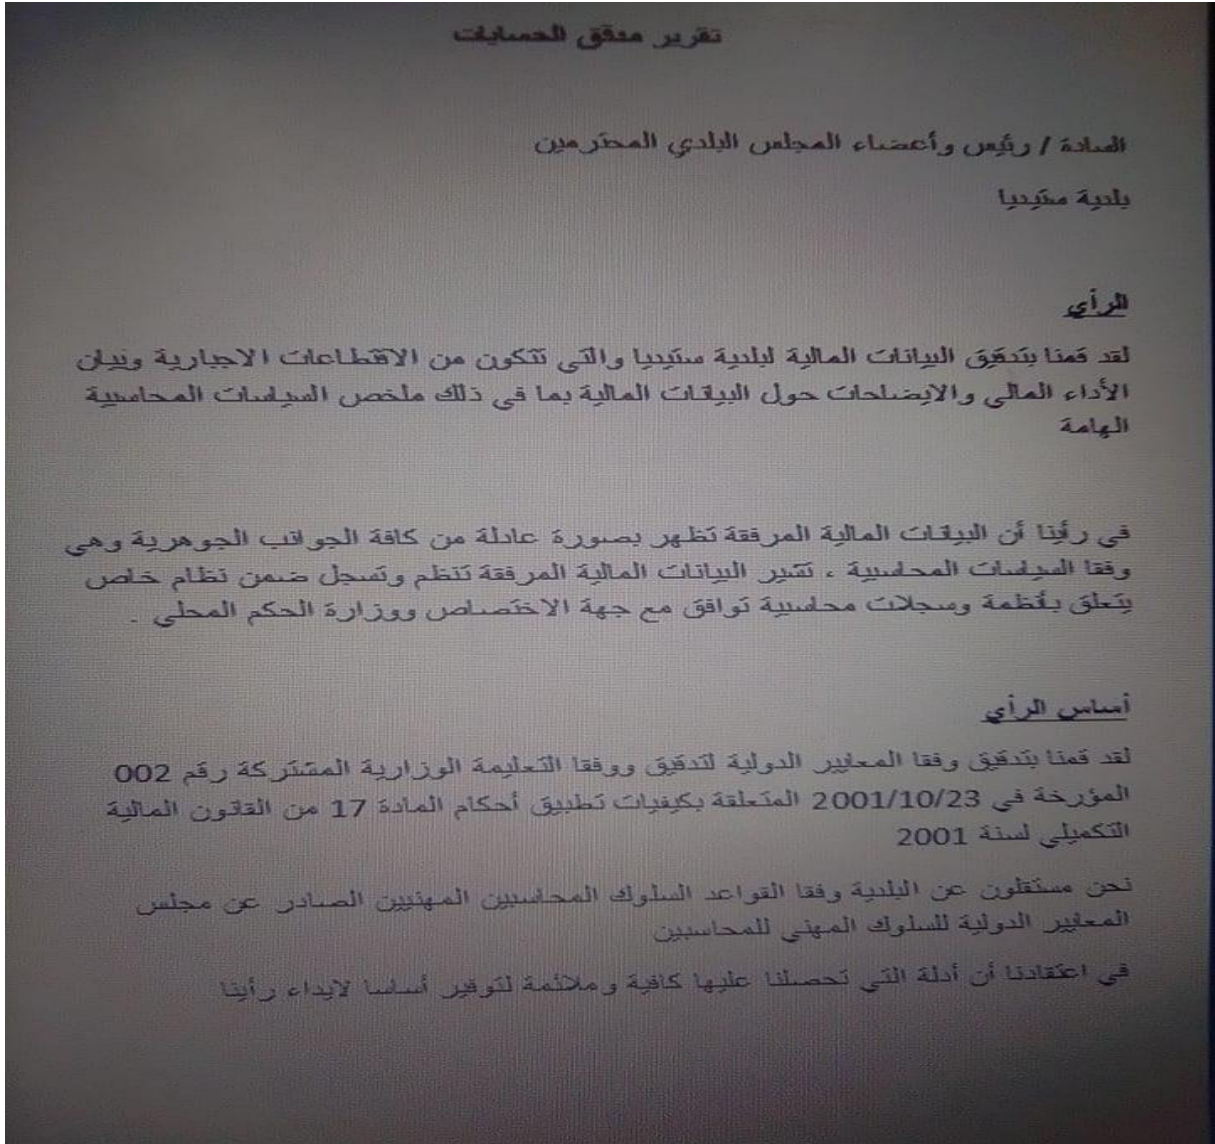 تقرير مدقق الحسابات
السادة / رئيس وأعضاء المجلس البلدي المحترمين
بلدية ستيديا
الرأي
لقد قمنا بتدقيق البيانات المالية لبلدية ستيديا والتي تتكون من الاقتطاعات الاجبارية وبيان
الأداء المالي والايضاحات حول البيانات المالية بما في ذلك ملخص السياسات المحاسبية
الهامة
في رأينا أن البيانات المالية المرفقة تظهر بصورة عادلة من كافة الجوانب الجوهرية وهي
وفقا السياسات المحاسبية ، تشير البيانات المالية المرفقة تنظم وتسجل ضمن نظام خاص
يتعلق بأنظمة وسجلات محاسبية توافق مع جهة الاختصاص ووزارة الحكم المحلي .
أساس الرأي
لقد قمنا بتدقيق وفقا المعايير الدولية لتدقيق ووفقا التعليمة الوزارية المشتركة رقم 002
المؤرخة في 2001/10/23 المتعلقة بكيفيات تطبيق أحكام المادة 17 من القانون المالية
التكميلي لسنة 2001
نحن مستقلون عن البلدية وفقا القواعد السلوك المحاسبين المهنيين الصادر عن مجلس
المعايير الدولية للسلوك المهني للمحاسبين
في اعتقادنا أن أدلة التي تحصلنا عليها كافية وملائمة لتوفير أساسا لايداء رأينا